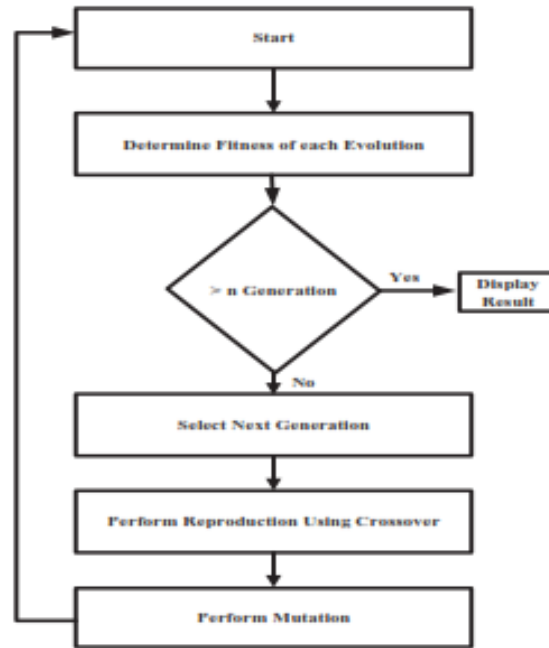 Start
Determine Fitness of each Evolution
> n Generation
Yes
Display
Result
No
Select Next Generation
Perform Reproduction Using Crossover
Perform Mutation